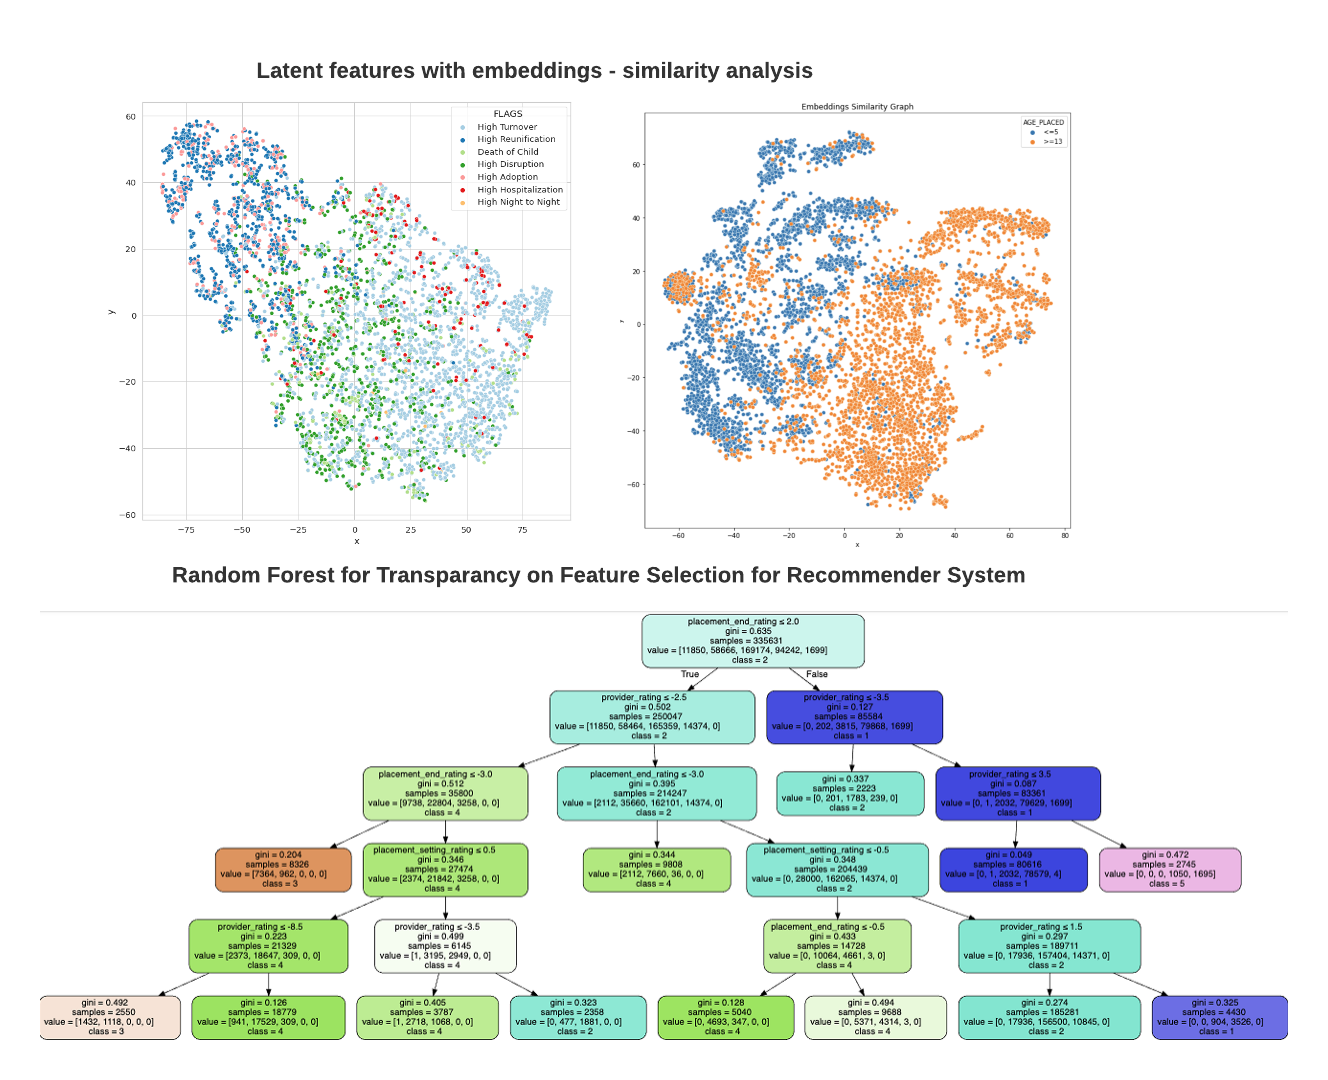 Latent features with embeddings - similarity analysis
FLAGS
High Turnover
High Reunification
Death of Child
High Disruption
High Adoption
High Hospitalization
High Night to Night
60
40
20
0
−20
−40
−60
y
−75
−50
−25
0
25
50
75
x
Embeddings Similarity Graph
AGE_PLACED
<=5
>=13
60
40
20
0
−20
−40
−60
y
−60
−40
−20
0
20
40
60
80
x
Random Forest for Transparancy on Feature Selection for Recommender System
placement_end_rating ≤ 2.0
gini = 0.635
samples = 335631
value = [11850, 58666, 169174, 94242, 1699]
class = 2
True
False
provider_rating ≤ -2.5
gini = 0.502
samples = 250047
value = [11850, 58464, 165359, 14374, 0]
class = 2
provider_rating ≤ -3.5
gini = 0.127
samples = 85584
value = [0, 202, 3815, 79868, 1699]
class = 1
placement_end_rating ≤ -3.0
gini = 0.512
samples = 35800
value = [9738, 22804, 3258, 0, 0]
class = 4
placement_end_rating ≤ -3.0
gini = 0.395
samples = 214247
value = [2112, 35660, 162101, 14374, 0]
class = 2
gini = 0.337
samples = 2223
value = [0, 201, 1783, 239, 0]
class = 2
provider_rating ≤ 3.5
gini = 0.087
samples = 83361
value = [0, 1, 2032, 79629, 1699]
class = 1
gini = 0.204
samples = 8326
value = [7364, 962, 0, 0, 0]
class = 3
placement_setting_rating ≤ 0.5
gini = 0.346
samples = 27474
value = [2374, 21842, 3258, 0, 0]
class = 4
gini = 0.344
samples = 9808
value = [2112, 7660, 36, 0, 0]
class = 4
placement_setting_rating ≤ -0.5
gini = 0.348
samples = 204439
value = [0, 28000, 162065, 14374, 0]
class = 2
gini = 0.049
samples = 80616
value = [0, 1, 2032, 78579, 4]
class = 1
gini = 0.472
samples = 2745
value = [0, 0, 0, 1050, 1695]
class = 5
provider_rating ≤ -8.5
gini = 0.223
samples = 21329
value = [2373, 18647, 309, 0, 0]
class = 4
provider_rating ≤ -3.5
gini = 0.499
samples = 6145
value = [1, 3195, 2949, 0, 0]
class = 4
placement_end_rating ≤ -0.5
gini = 0.433
samples = 14728
value = [0, 10064, 4661, 3, 0]
class = 4
provider_rating ≤ 1.5
gini = 0.297
samples = 189711
value = [0, 17936, 157404, 14371, 0]
class = 2
gini = 0.492
samples = 2550
value = [1432, 1118, 0, 0, 0]
class = 3
gini = 0.126
samples = 18779
value = [941, 17529, 309, 0, 0]
class = 4
gini = 0.405
samples = 3787
value = [1, 2718, 1068, 0, 0]
class = 4
gini = 0.323
samples = 2358
value = [0, 477, 1881, 0, 0]
class = 2
gini = 0.128
samples = 5040
value = [0, 4693, 347, 0, 0]
class = 4
gini = 0.494
samples = 9688
value = [0, 5371, 4314, 3, 0]
class = 4
gini = 0.274
samples = 185281
value = [0, 17936, 156500, 10845, 0]
class = 2
gini = 0.325
samples = 4430
value = [0, 0, 904, 3526, 0]
class = 1